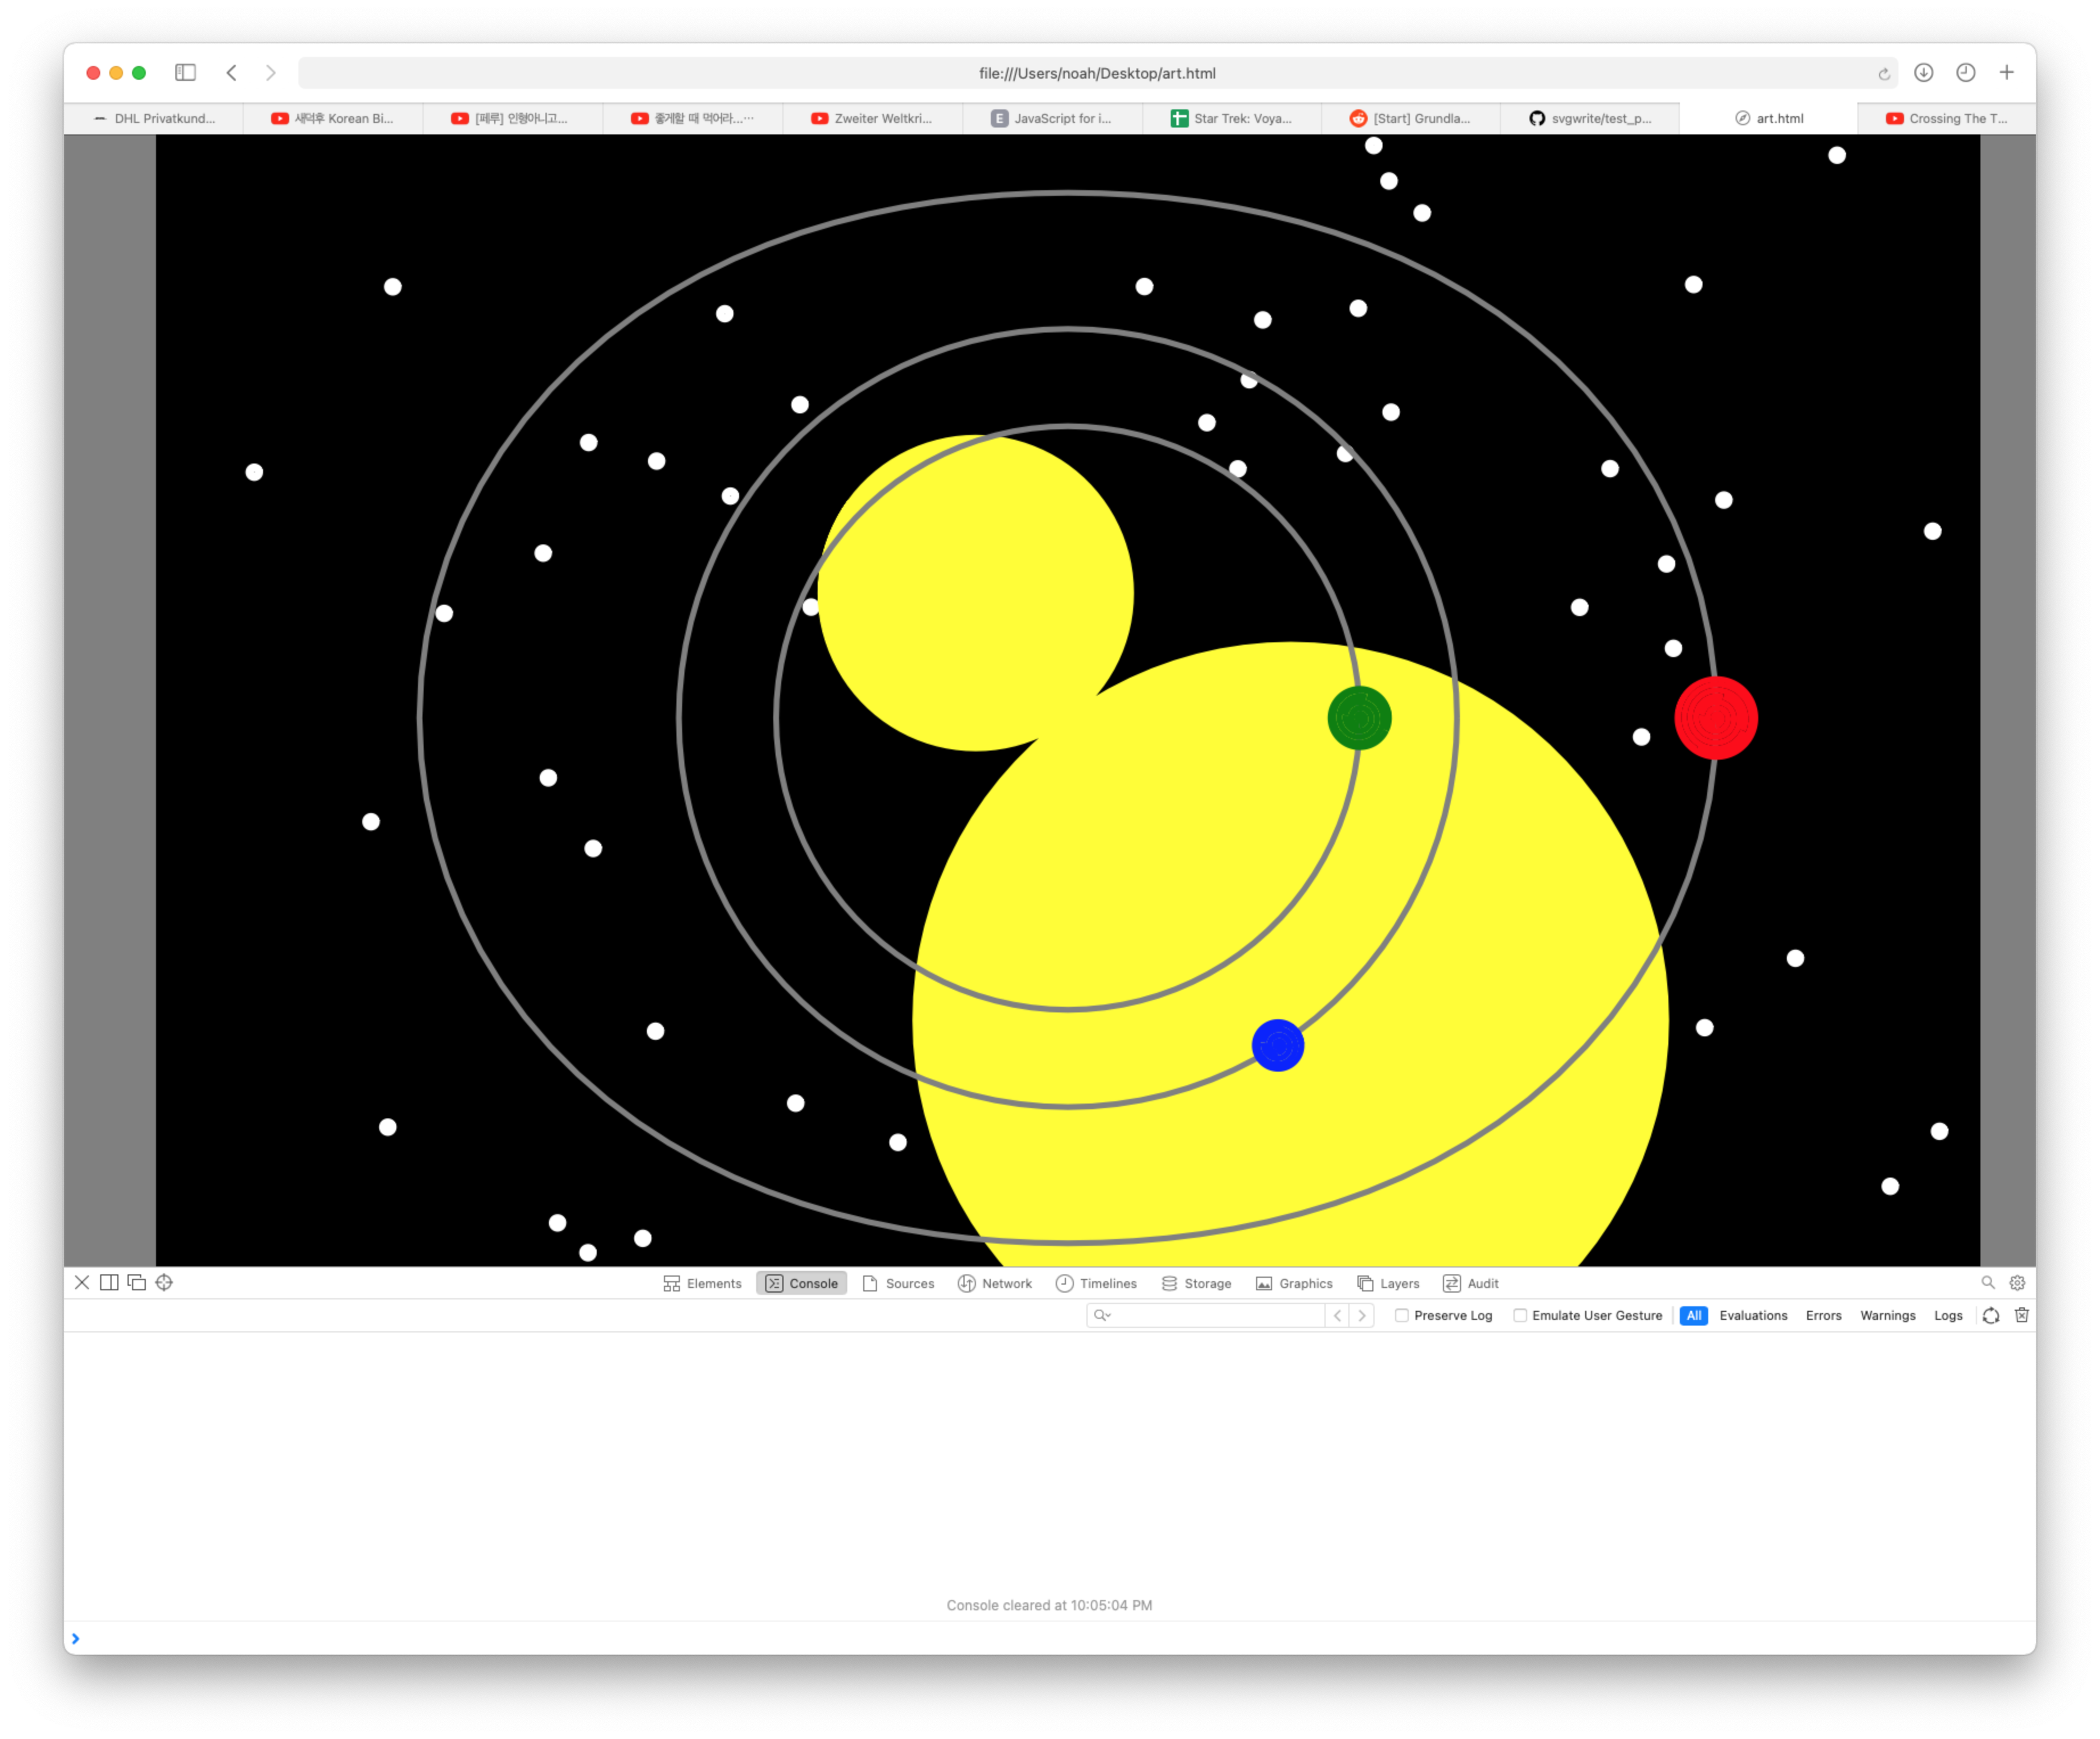 file:///Users/noah/Desktop/art.html
DHL Privatkund... 새덕후 Korean Bi... [페루] 인형아니고... 좋게할 때 먹어라...… Zweiter Weltkri... JavaScript for i... Star Trek: Voya... [Start] Grundla... svgwrite/test_p... art.html Crossing The T...
Elements Console Sources Network Timelines Storage Graphics Layers Audit
Preserve Log Emulate User Gesture All Evaluations Errors Warnings Logs
Console cleared at 10:05:04 PM